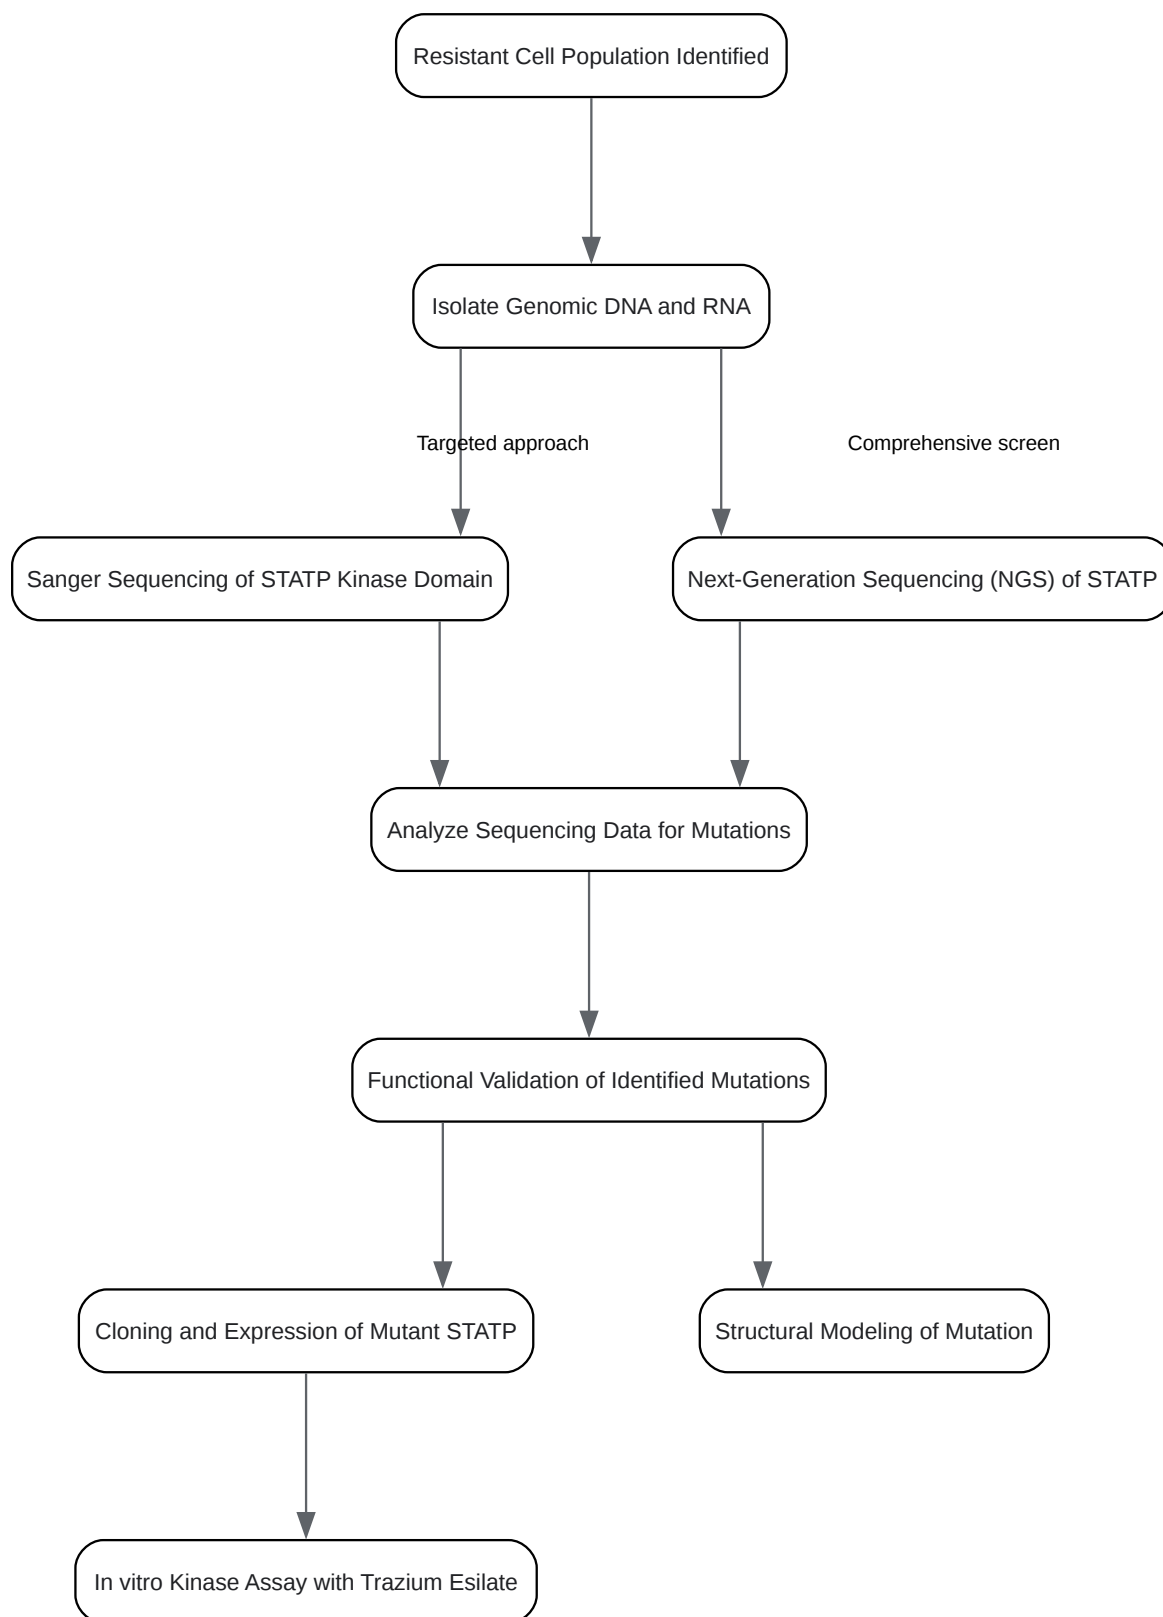 Resistant Cell Population Identified
Isolate Genomic DNA and RNA
Targeted approach
Comprehensive screen
Sanger Sequencing of STATP Kinase Domain
Next-Generation Sequencing (NGS) of STATP
Analyze Sequencing Data for Mutations
Functional Validation of Identified Mutations
Cloning and Expression of Mutant STATP
Structural Modeling of Mutation
In vitro Kinase Assay with Trazium Esilate